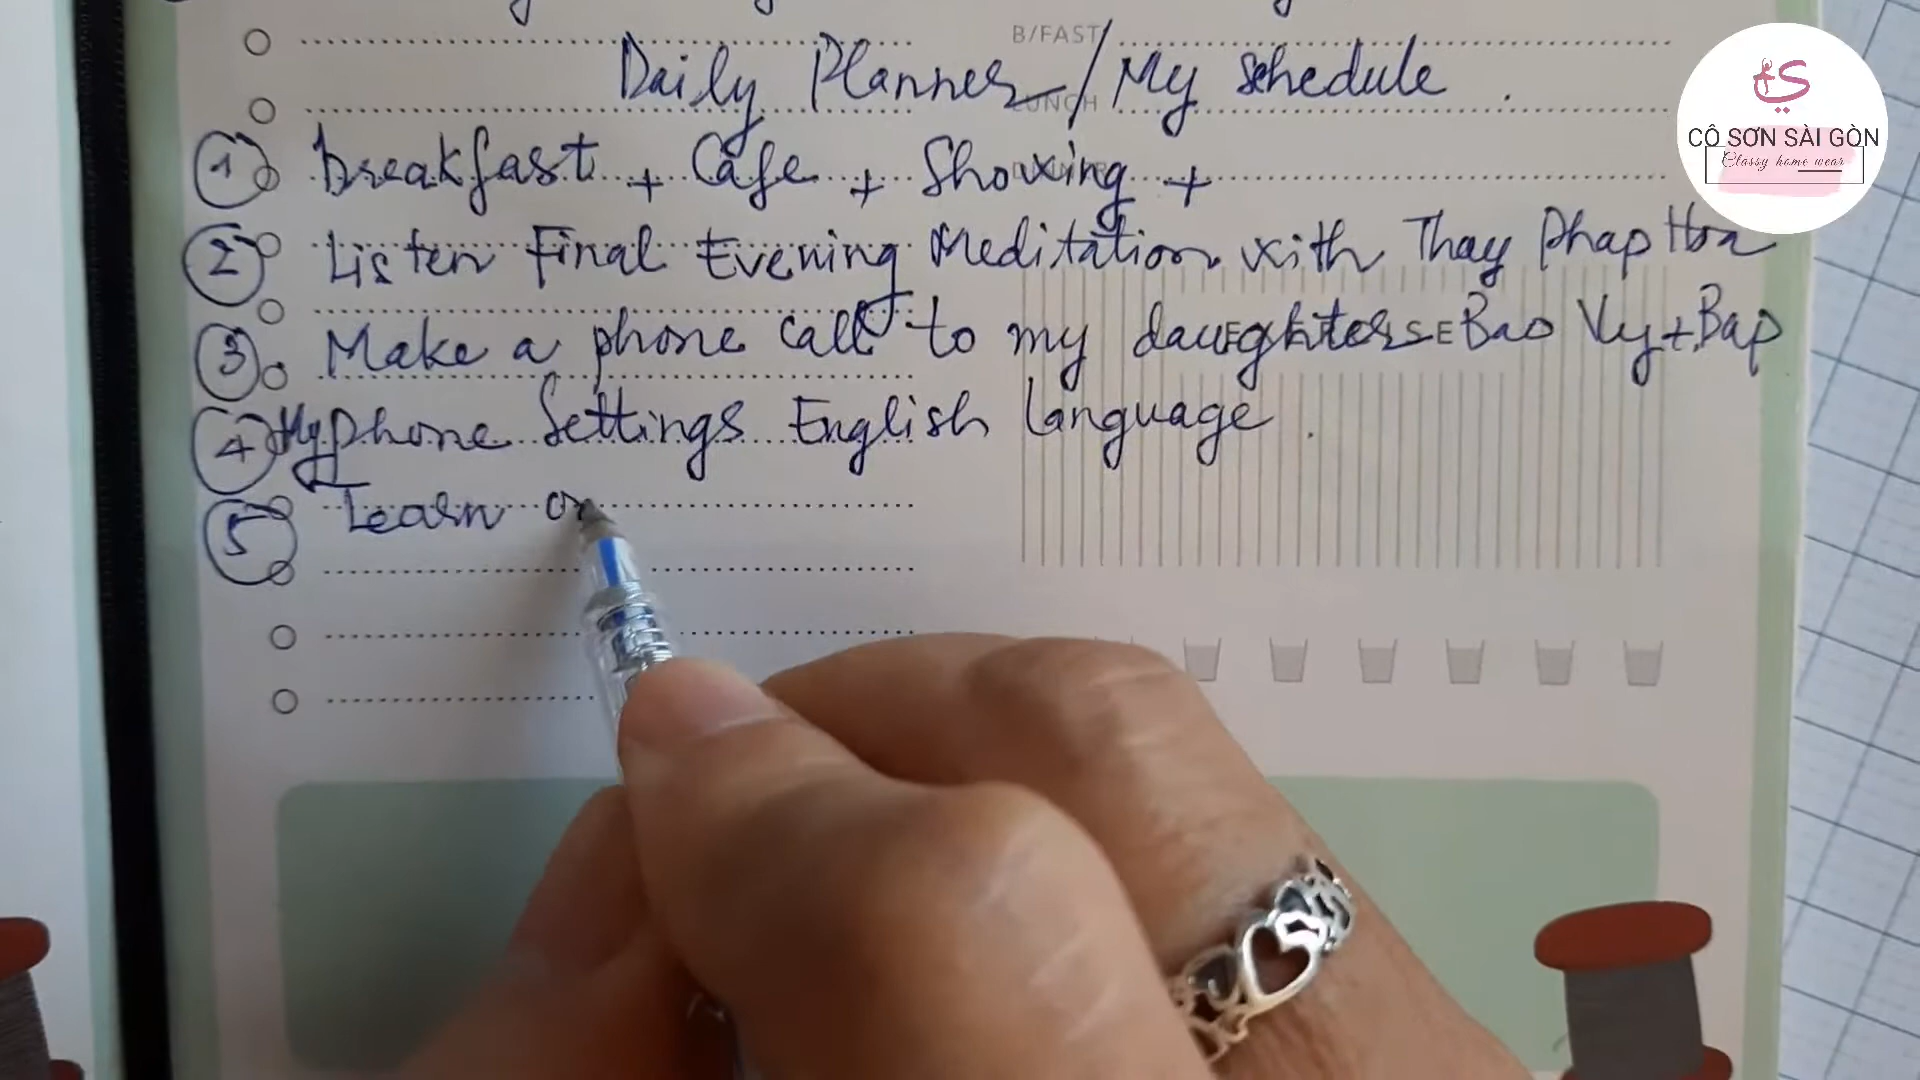 B/FAST
Daily Planner / My schedule.
LUNCH
1 Breakfast + Cafe + Showing +
2 Listen Final Evening Meditation with Thay Phap Hoa
3 Make a phone call to my daughters Bao Vy + Bap
4 My phone Settings English language.
5 Learn on
CÔ SƠN SÀI GÒN
Classy home wear